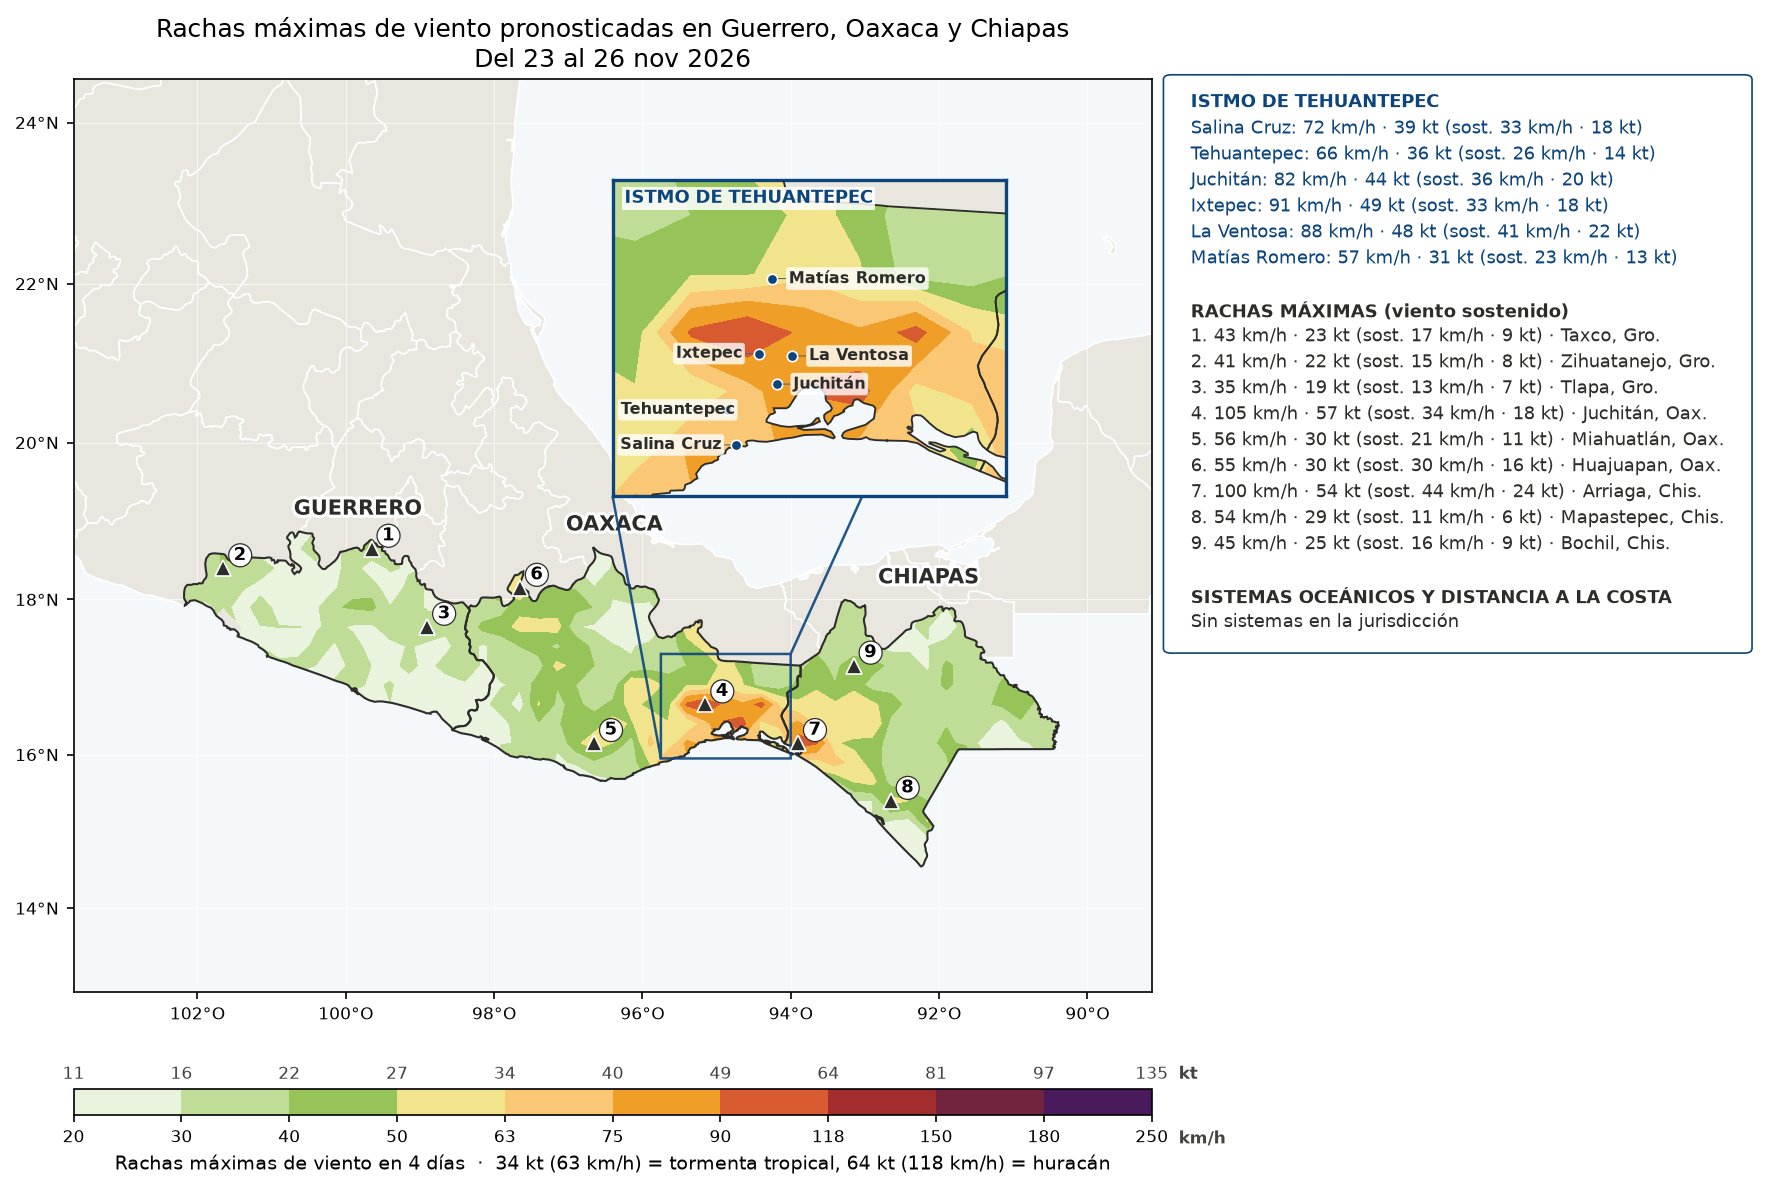 Rachas máximas de viento pronosticadas en Guerrero, Oaxaca y Chiapas
Del 23 al 26 nov 2026
24°N
22°N
20°N
18°N
16°N
14°N
102°O
100°O
98°O
96°O
94°O
92°O
90°O
ISTMO DE TEHUANTEPEC
Matías Romero
Ixtepec
La Ventosa
Juchitán
Tehuantepec
Salina Cruz
GUERRERO
OAXACA
CHIAPAS
1
2
3
4
5
6
7
8
9
ISTMO DE TEHUANTEPEC
Salina Cruz: 72 km/h · 39 kt (sost. 33 km/h · 18 kt)
Tehuantepec: 66 km/h · 36 kt (sost. 26 km/h · 14 kt)
Juchitán: 82 km/h · 44 kt (sost. 36 km/h · 20 kt)
Ixtepec: 91 km/h · 49 kt (sost. 33 km/h · 18 kt)
La Ventosa: 88 km/h · 48 kt (sost. 41 km/h · 22 kt)
Matías Romero: 57 km/h · 31 kt (sost. 23 km/h · 13 kt)
RACHAS MÁXIMAS (viento sostenido)
1. 43 km/h · 23 kt (sost. 17 km/h · 9 kt) · Taxco, Gro.
2. 41 km/h · 22 kt (sost. 15 km/h · 8 kt) · Zihuatanejo, Gro.
3. 35 km/h · 19 kt (sost. 13 km/h · 7 kt) · Tlapa, Gro.
4. 105 km/h · 57 kt (sost. 34 km/h · 18 kt) · Juchitán, Oax.
5. 56 km/h · 30 kt (sost. 21 km/h · 11 kt) · Miahuatlán, Oax.
6. 55 km/h · 30 kt (sost. 30 km/h · 16 kt) · Huajuapan, Oax.
7. 100 km/h · 54 kt (sost. 44 km/h · 24 kt) · Arriaga, Chis.
8. 54 km/h · 29 kt (sost. 11 km/h · 6 kt) · Mapastepec, Chis.
9. 45 km/h · 25 kt (sost. 16 km/h · 9 kt) · Bochil, Chis.
SISTEMAS OCEÁNICOS Y DISTANCIA A LA COSTA
Sin sistemas en la jurisdicción
11 16 22 27 34 40 49 64 81 97 135 kt
20 30 40 50 63 75 90 118 150 180 250 km/h
Rachas máximas de viento en 4 días · 34 kt (63 km/h) = tormenta tropical, 64 kt (118 km/h) = huracán